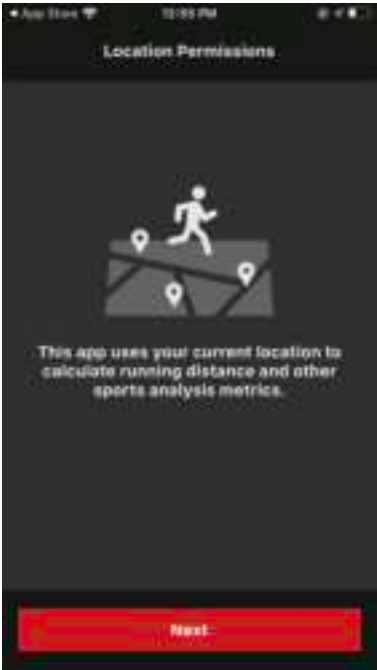 App Store
Location Permissions
This app uses your current location to
calculate running distance and other
sports analysis metrics.
Next